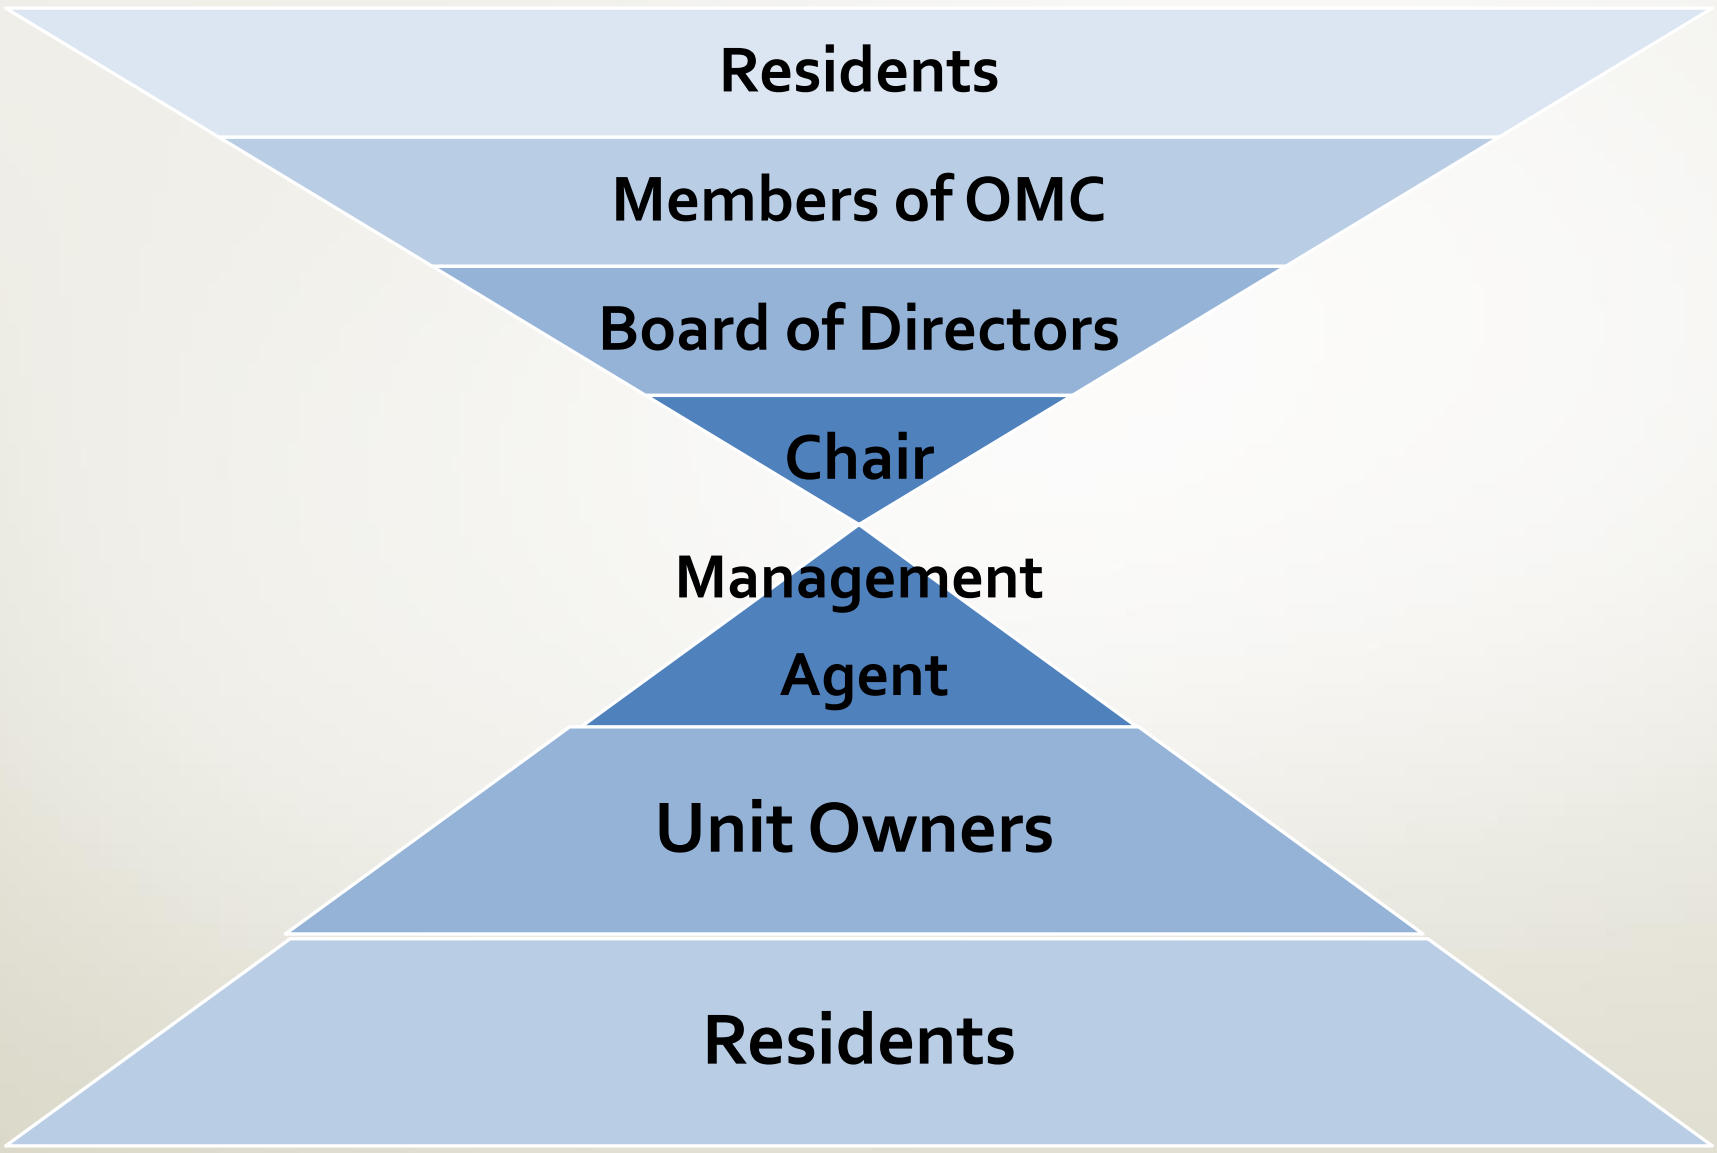 Residents
Members of OMC
Board of Directors
Chair
Management
Agent
Unit Owners
Residents